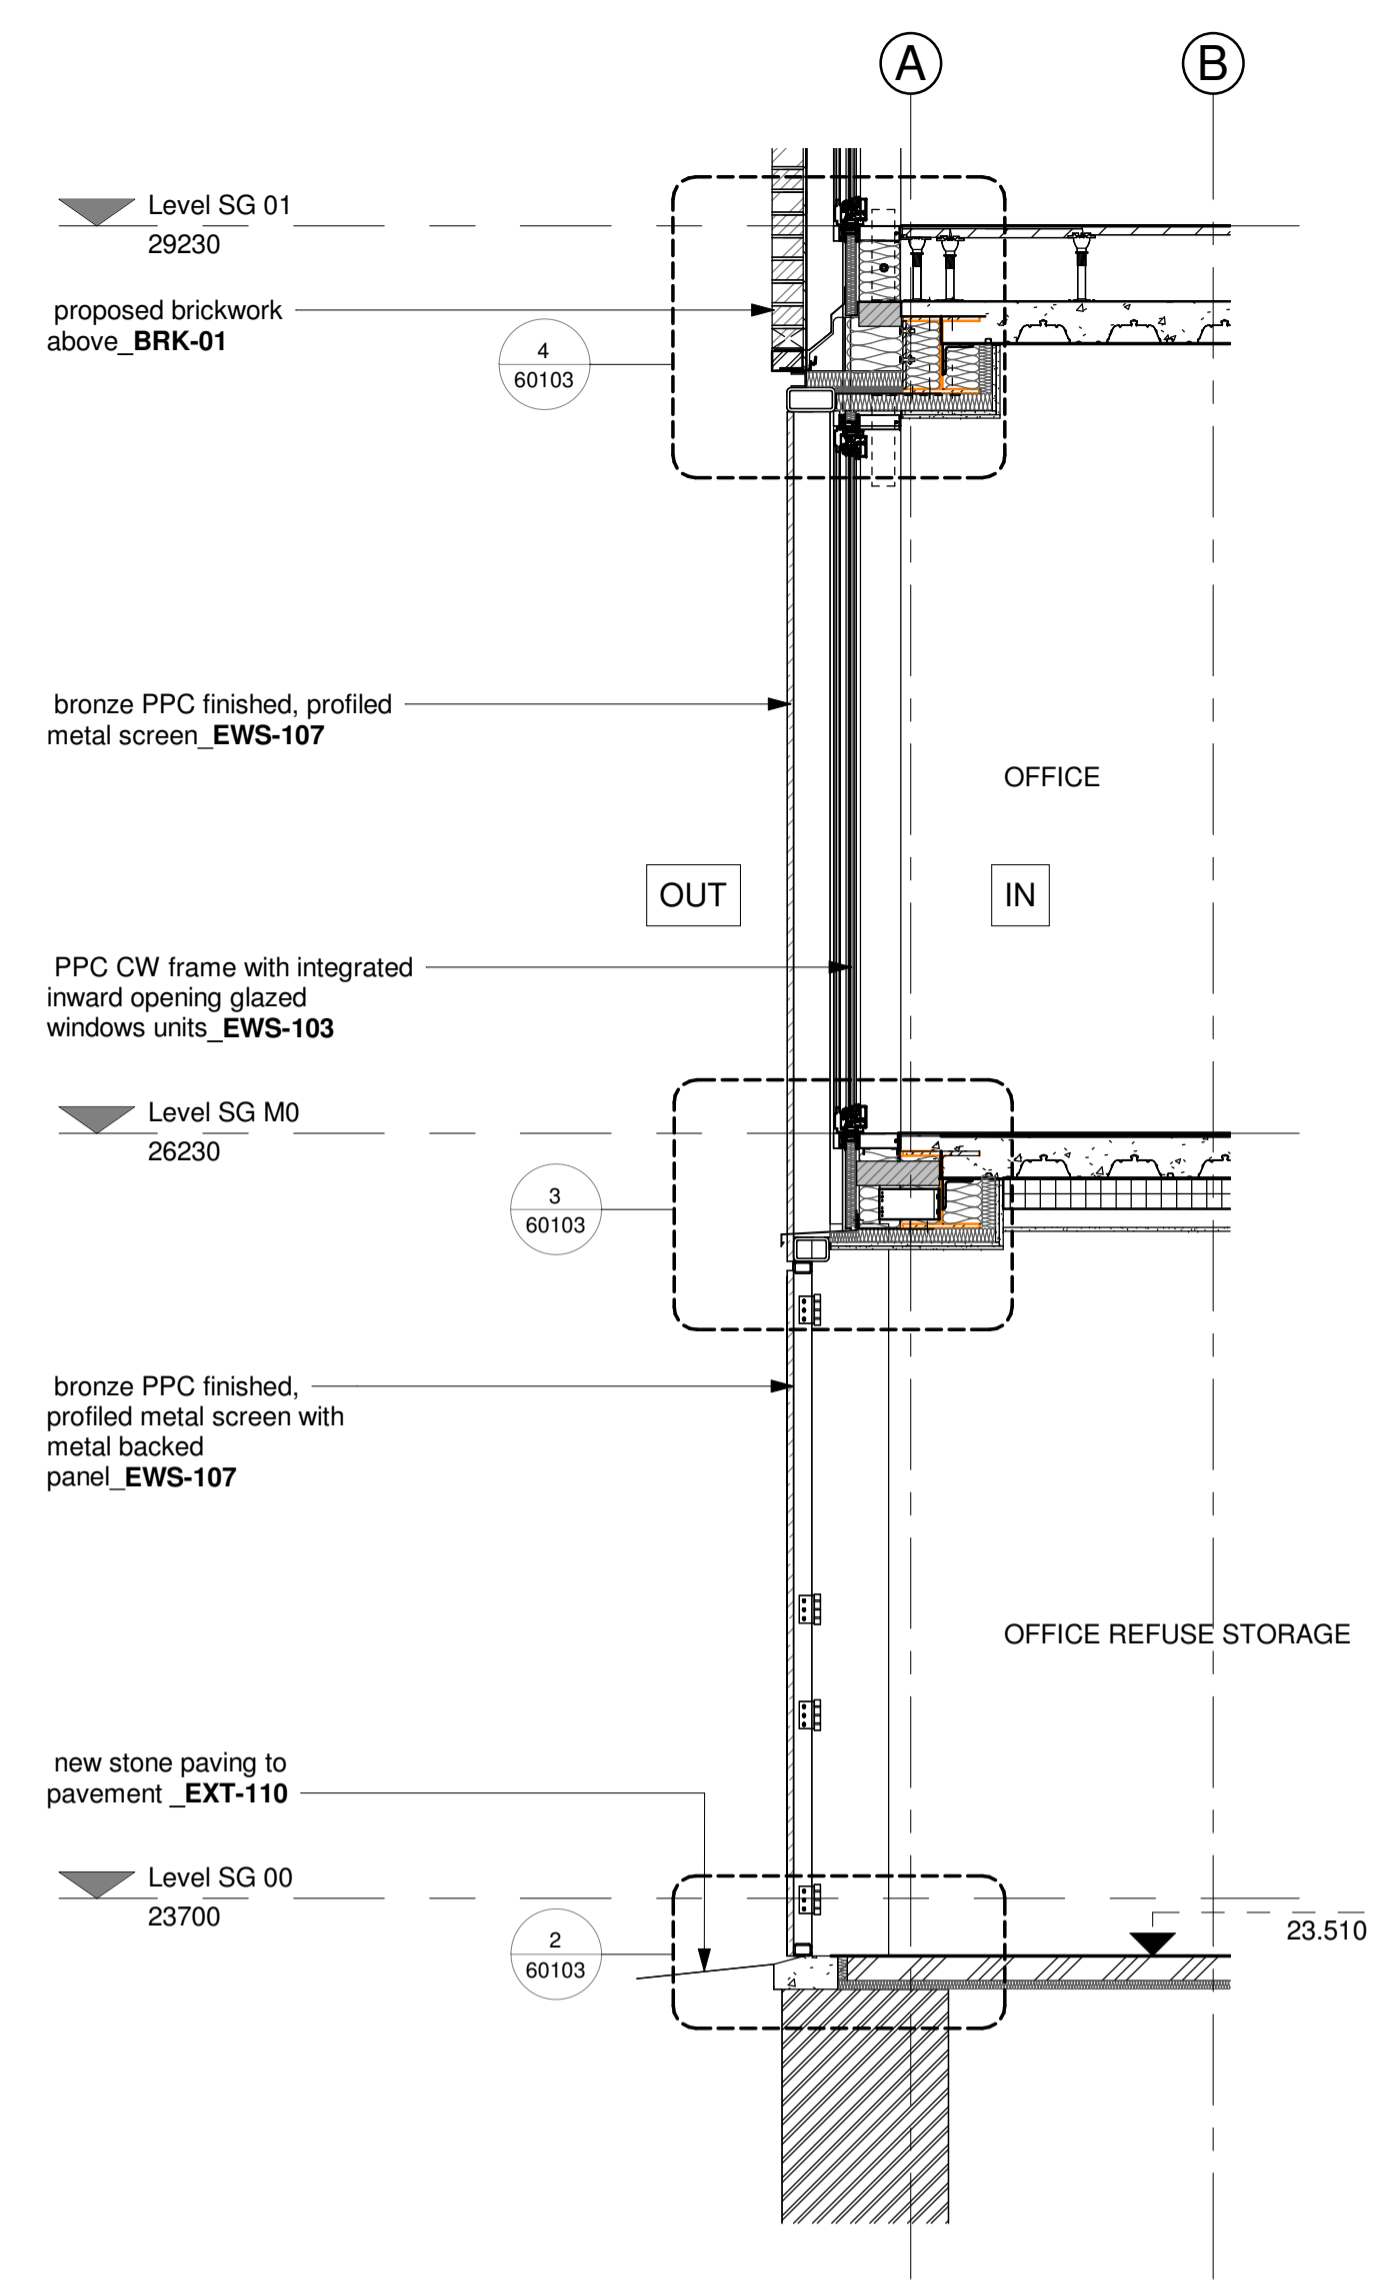 A
B
Level SG 01
29230
proposed brickwork
above_BRK-01
4
60103
bronze PPC finished, profiled
metal screen_EWS-107
OFFICE
OUT
IN
PPC CW frame with integrated
inward opening glazed
windows units_EWS-103
Level SG M0
26230
3
60103
bronze PPC finished,
profiled metal screen with
metal backed
panel_EWS-107
OFFICE REFUSE STORAGE
new stone paving to
pavement _EXT-110
Level SG 00
23700
2
60103
23.510